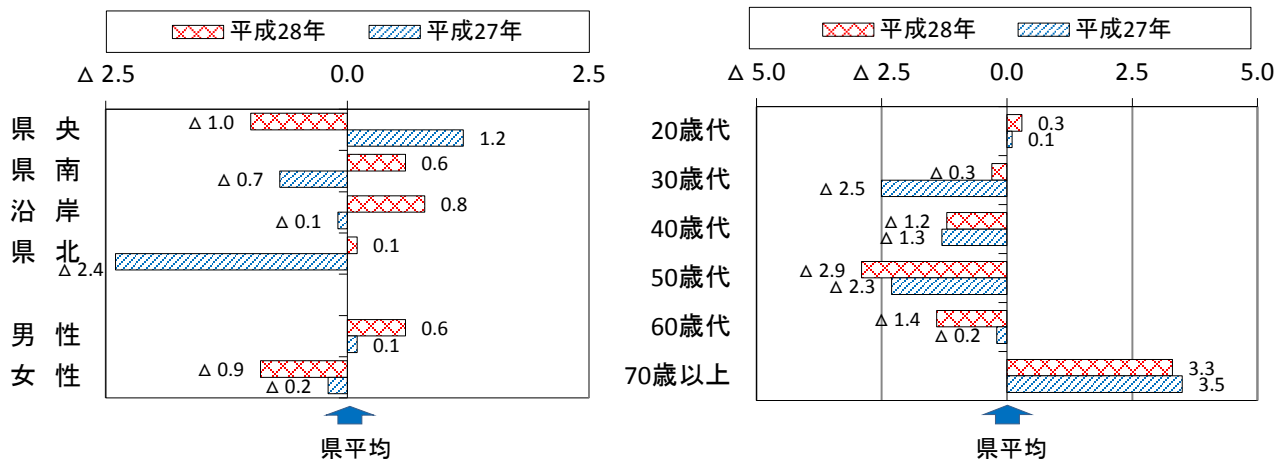 平成28年 平成27年
△ 2.5 0.0 2.5
県 央 △ 1.0 1.2
県 南 0.6 △ 0.7
沿 岸 0.8 △ 0.1
県 北 0.1 △ 2.4
男 性 0.6 0.1
女 性 △ 0.9 △ 0.2
県平均
平成28年 平成27年
△ 5.0 △ 2.5 0.0 2.5 5.0
20歳代 0.3 0.1
30歳代 △ 0.3 △ 2.5
40歳代 △ 1.2 △ 1.3
50歳代 △ 2.9 △ 2.3
60歳代 △ 1.4 △ 0.2
70歳以上 3.3 3.5
県平均